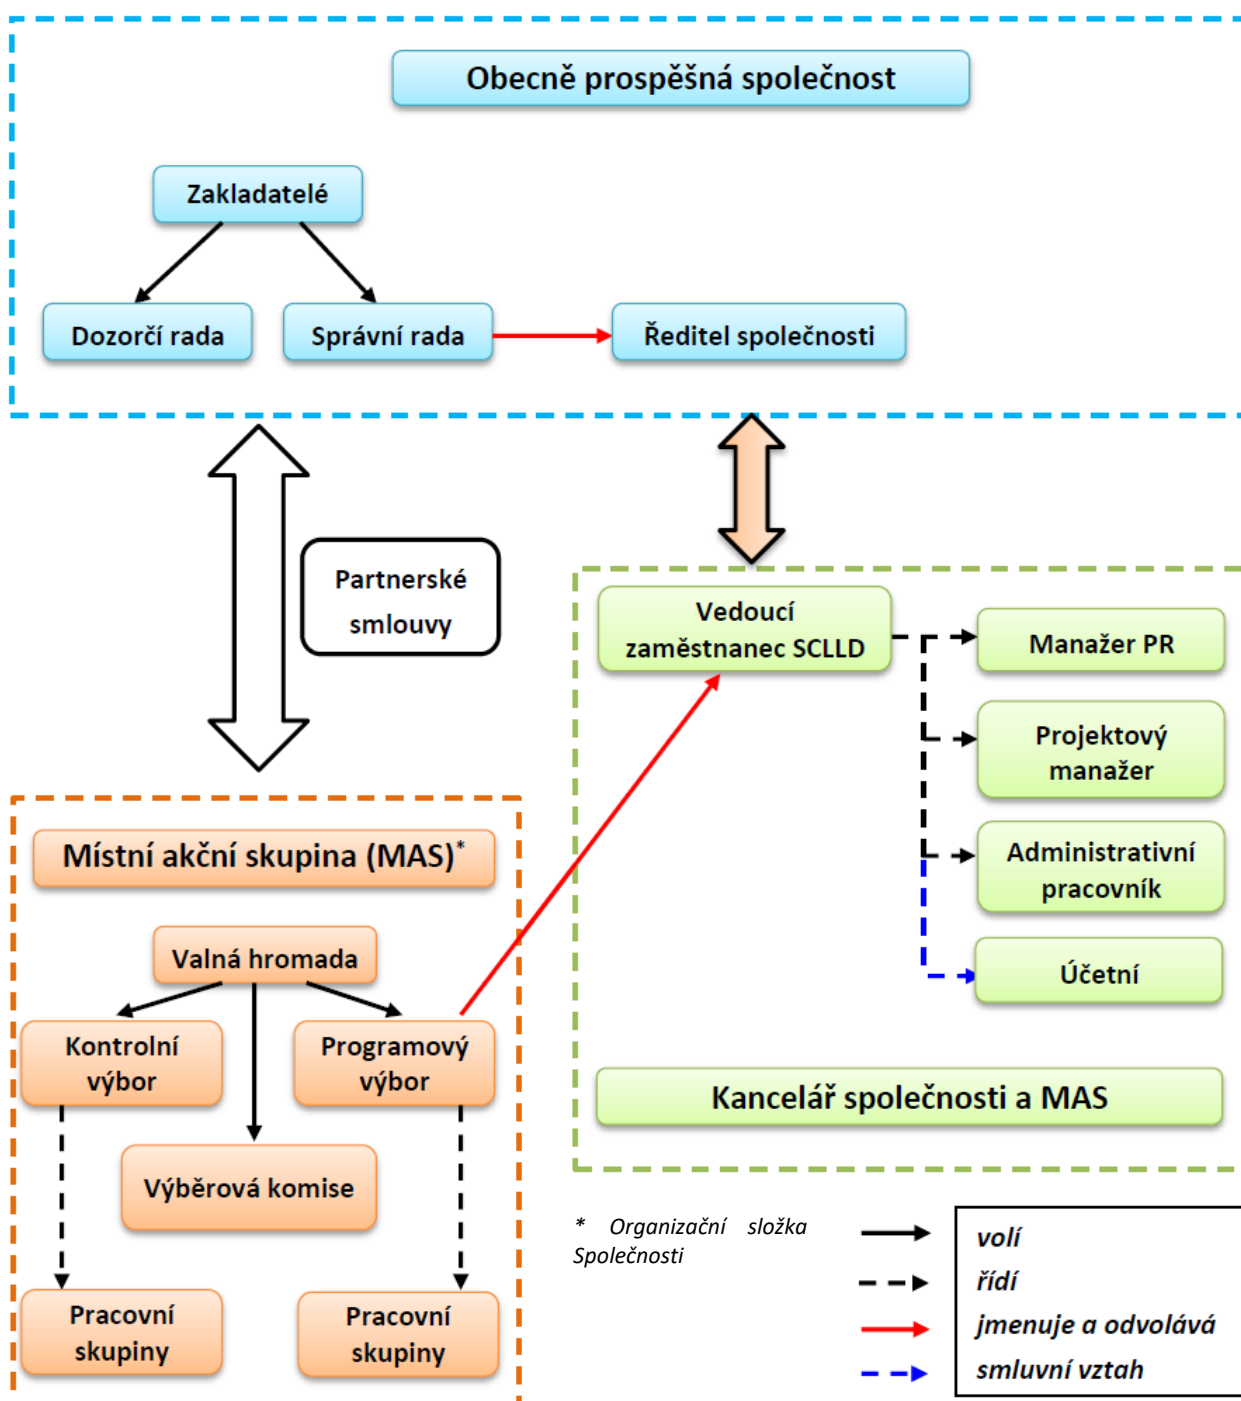 Obecně prospěšná společnost
Zakladatelé
Dozorčí rada
Správní rada
Ředitel společnosti
Partnerské
smlouvy
Vedoucí
zaměstnanec SCLLD
Manažer PR
Projektový
manažer
Administrativní
pracovník
Účetní
Kancelář společnosti a MAS
Místní akční skupina (MAS)*
Valná hromada
Kontrolní
výbor
Programový
výbor
Výběrová komise
Pracovní
skupiny
Pracovní
skupiny
* Organizační složka
Společnosti
volí
řídí
jmenuje a odvolává
smluvní vztah